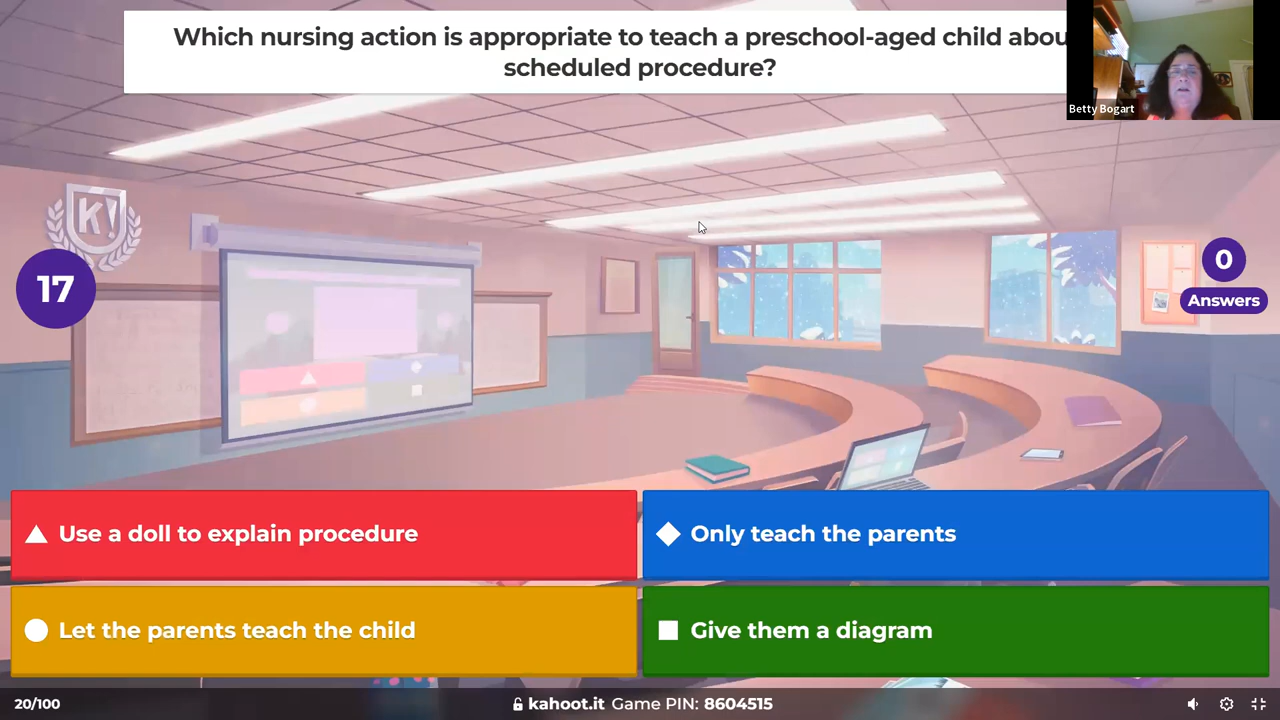 Which nursing action is appropriate to teach a preschool-aged child
scheduled procedure?
Betty Bogart
K!
17
0
Answers
Use a doll to explain procedure
Only teach the parents
Let the parents teach the child
Give them a diagram
20/100
kahoot.it Game PIN: 8604515